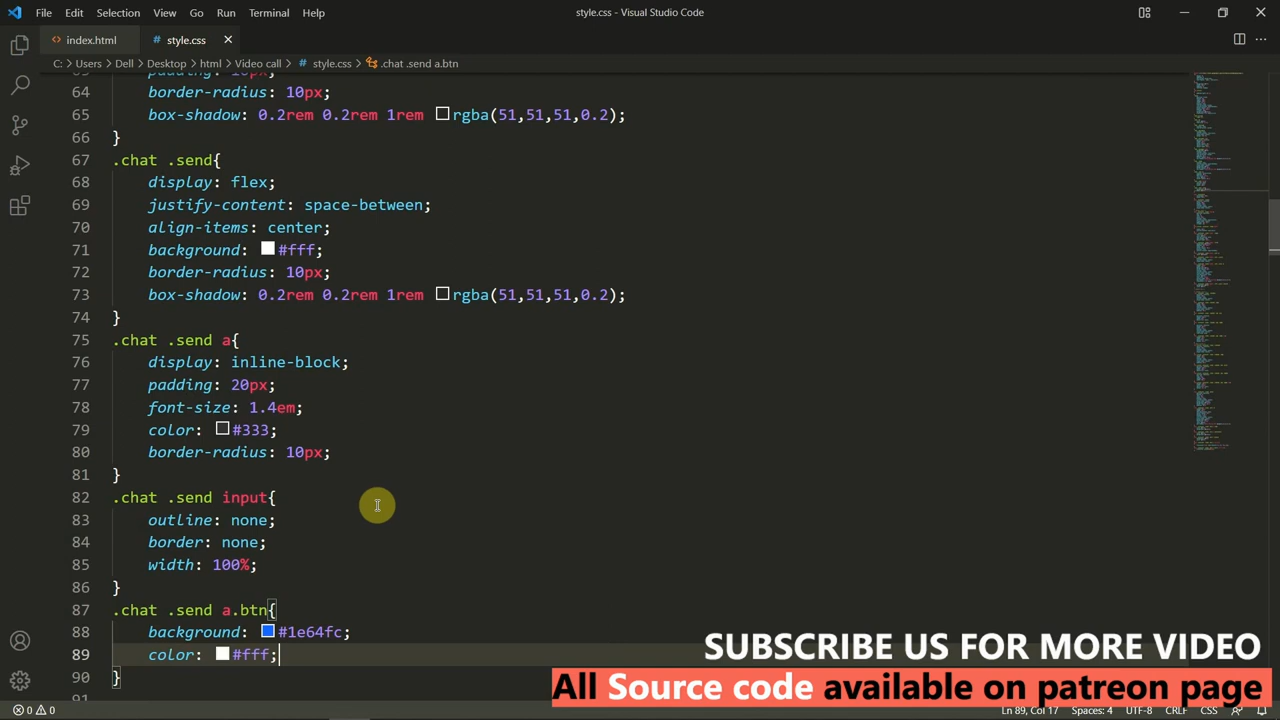 File Edit Selection View Go Run Terminal Help
style.css - Visual Studio Code
index.html style.css
C: > Users > Dell > Desktop > html > Video call > # style.css > .chat .send a.btn
64 border-radius: 10px;
65 box-shadow: 0.2rem 0.2rem 1rem rgba(51,51,51,0.2);
66 }
67 .chat .send{
68 display: flex;
69 justify-content: space-between;
70 align-items: center;
71 background: #fff;
72 border-radius: 10px;
73 box-shadow: 0.2rem 0.2rem 1rem rgba(51,51,51,0.2);
74 }
75 .chat .send a{
76 display: inline-block;
77 padding: 20px;
78 font-size: 1.4em;
79 color: #333;
80 border-radius: 10px;
81 }
82 .chat .send input{
83 outline: none;
84 border: none;
85 width: 100%;
86 }
87 .chat .send a.btn{
88 background: #1e64fc;
89 color: #fff;
90 }
SUBSCRIBE US FOR MORE VIDEO
All Source code available on patreon page
0 0 Ln 89, Col 17 Spaces: 4 UTF-8 CRLF CSS